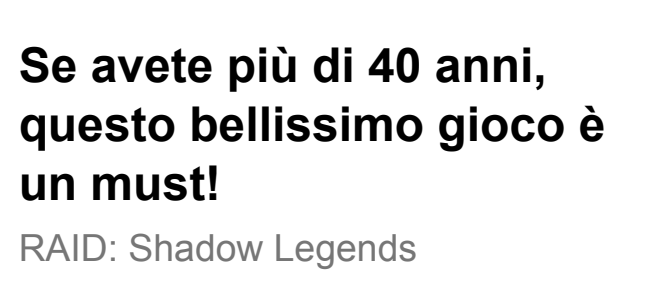 Se avete più di 40 anni,
questo bellissimo gioco è
un must!
RAID: Shadow Legends